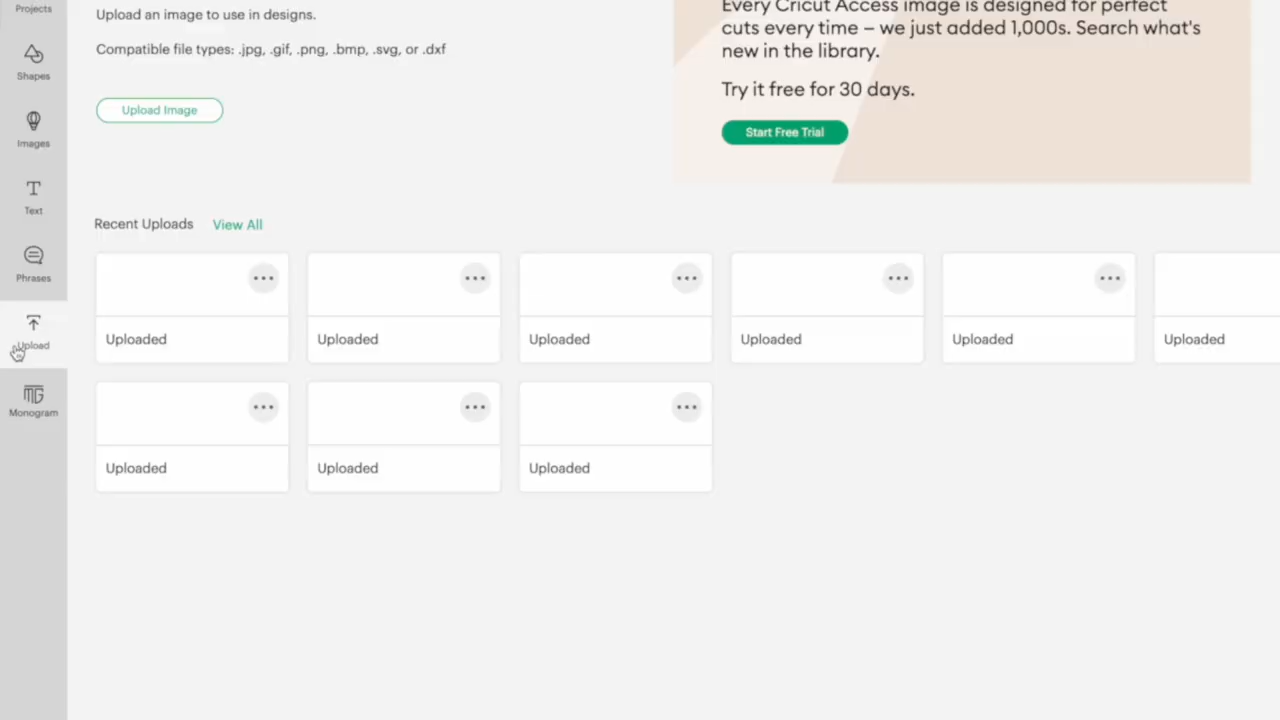 Projects
Shapes
Images
Text
Phrases
Upload
MG
Monogram
Upload an image to use in designs.
Compatible file types: .jpg, .gif, .png, .bmp, .svg, or .dxf
Upload Image
Every Cricut Access image is designed for perfect
cuts every time – we just added 1,000s. Search what's
new in the library.
Try it free for 30 days.
Start Free Trial
Recent Uploads View All
Uploaded Uploaded Uploaded Uploaded Uploaded Uploaded
Uploaded Uploaded Uploaded